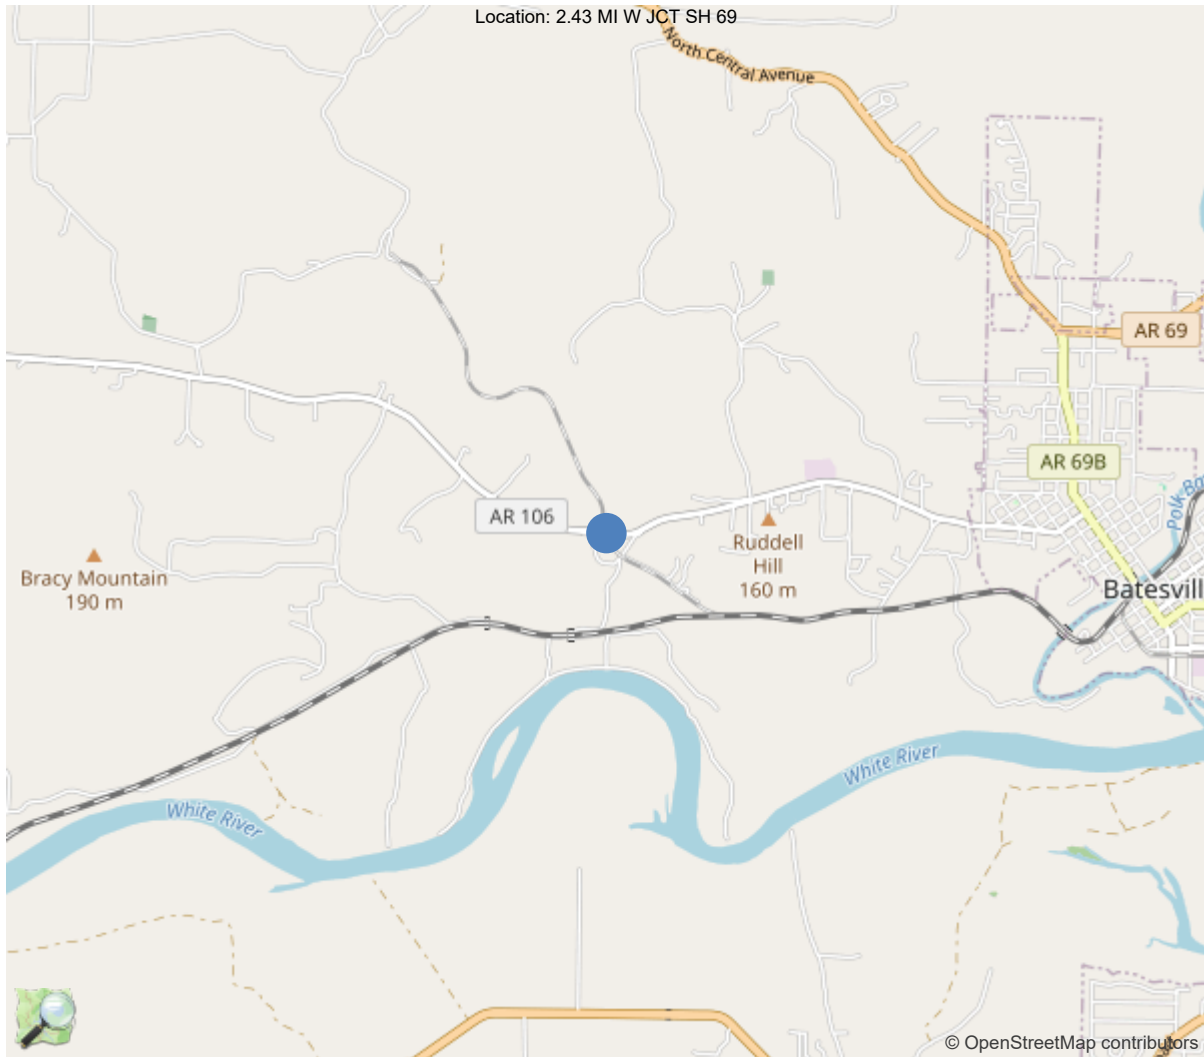 Location: 2.43 MI W JCT SH 69
North Central Avenue
AR 69
AR 69B
AR 106
Ruddell
Hill
160 m
Bracy Mountain
190 m
Batesvill
White River
White River
© OpenStreetMap contributors